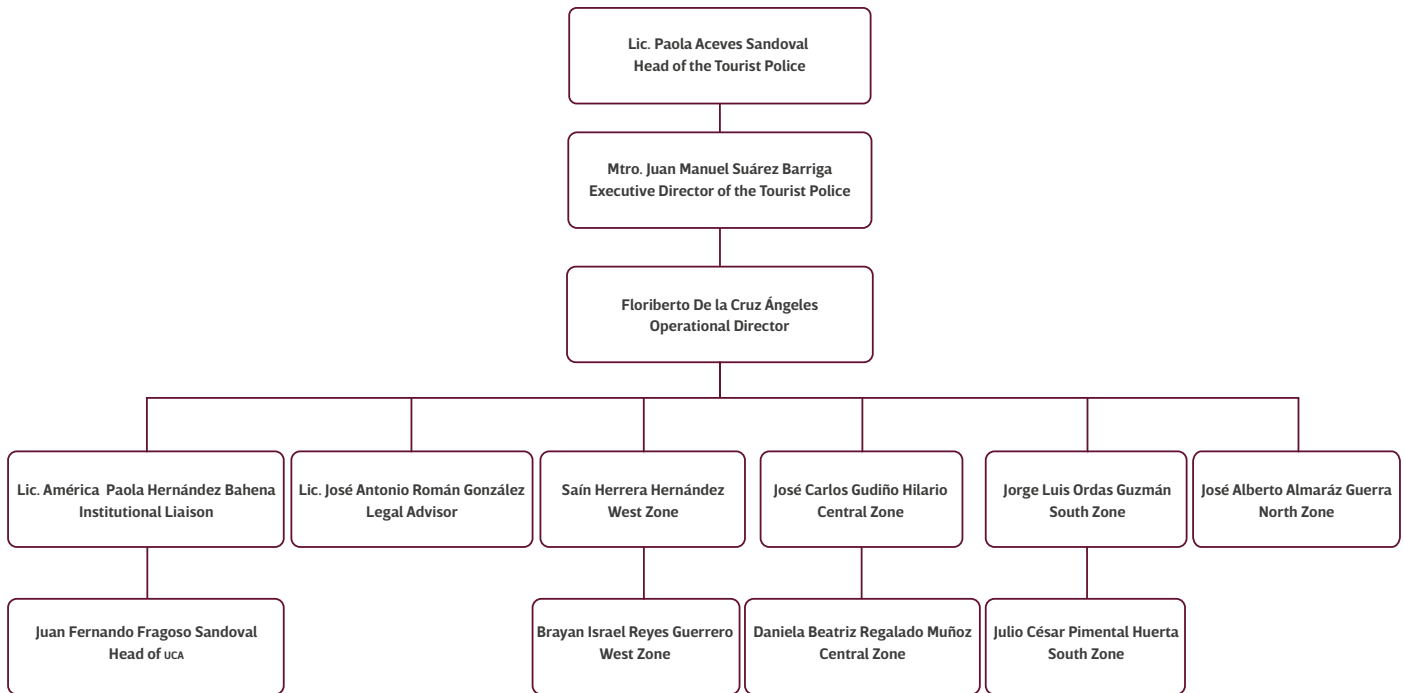 Lic. Paola Aceves Sandoval
Head of the Tourist Police
Mtro. Juan Manuel Suárez Barriga
Executive Director of the Tourist Police
Floriberto De la Cruz Ángeles
Operational Director
Lic. América Paola Hernández Bahena
Institutional Liaison
Lic. José Antonio Román González
Legal Advisor
Saín Herrera Hernández
West Zone
José Carlos Gudiño Hilario
Central Zone
Jorge Luis Ordas Guzmán
South Zone
José Alberto Almaráz Guerra
North Zone
Juan Fernando Fragoso Sandoval
Head of UCA
Brayan Israel Reyes Guerrero
West Zone
Daniela Beatriz Regalado Muñoz
Central Zone
Julio César Pimental Huerta
South Zone